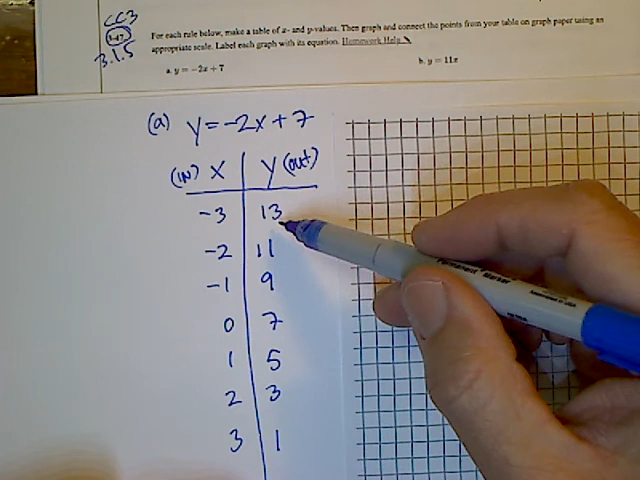 CC3
3-47
3.1.5
For each rule below, make a table of x- and y-values. Then graph and connect the points from your table on graph paper using an
appropriate scale. Label each graph with its equation. Homework Help
a. y = −2x + 7 b. y = 11x
(a) y=-2x+7
(IN) x y (OUT)
-3 13
-2 11
-1 9
0 7
1 5
2 3
3 1
Permanent Marker